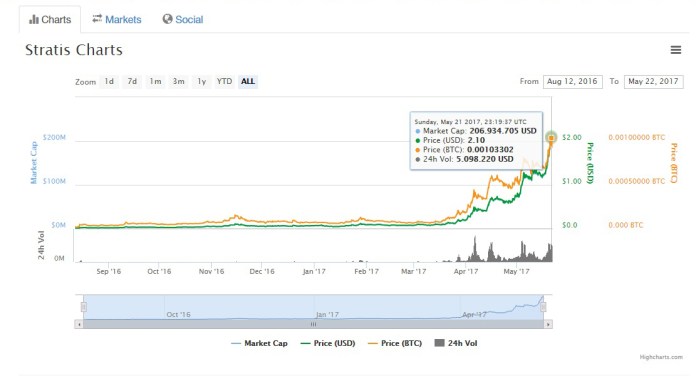 Charts Markets Social
Stratis Charts
Zoom 1d 7d 1m 3m 1y YTD ALL From Aug 12, 2016 To May 22, 2017
Sunday, May 21 2017, 23:19:37 UTC
Market Cap: 206.934.705 USD
Price (USD): 2.10
Price (BTC): 0.00103302
24h Vol: 5.098.220 USD
Market Cap
$200M
$100M
$0M
24h Vol
0M
$2.00
$1.00
$0.0
Price (USD)
0.00100000 BTC
0.00050000 BTC
0.000 BTC
Price (BTC)
Sep '16 Oct '16 Nov '16 Dec '16 Jan '17 Feb '17 Mar '17 Apr '17 May '17
Oct '16 Jan '17 Apr '17
Market Cap Price (USD) Price (BTC) 24h Vol
Highcharts.com